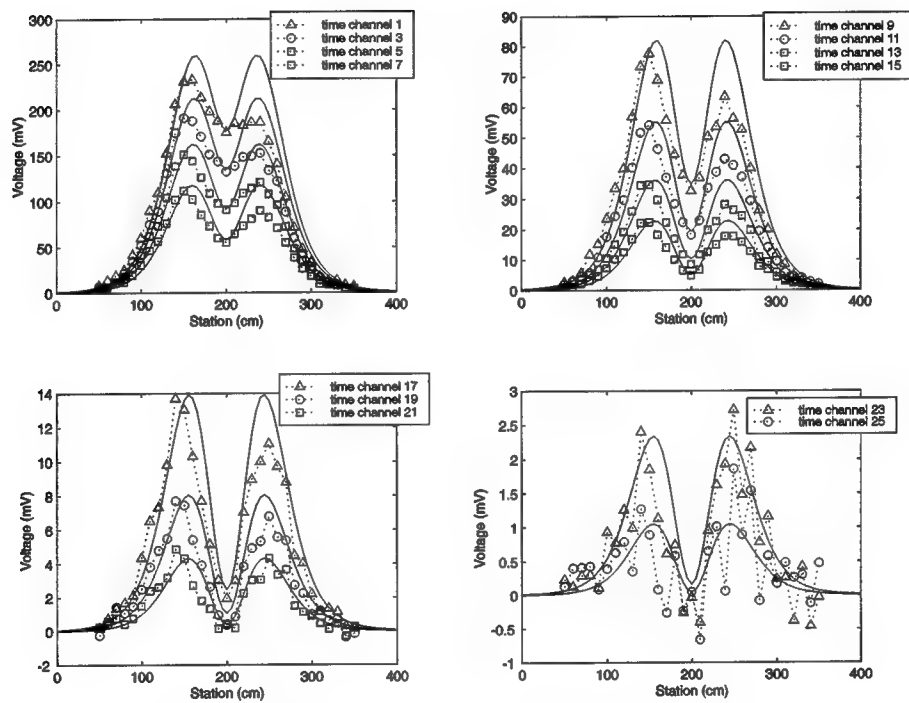 time channel 1
time channel 3
time channel 5
time channel 7
300
250
200
150
100
50
0
Voltage (mV)
0 100 200 300 400
Station (cm)
time channel 9
time channel 11
time channel 13
time channel 15
90
80
70
60
50
40
30
20
10
0
Voltage (mV)
0 100 200 300 400
Station (cm)
time channel 17
time channel 19
time channel 21
14
12
10
8
6
4
2
0
-2
Voltage (mV)
0 100 200 300 400
Station (cm)
time channel 23
time channel 25
3
2.5
2
1.5
1
0.5
0
-0.5
-1
Voltage (mV)
0 100 200 300 400
Station (cm)